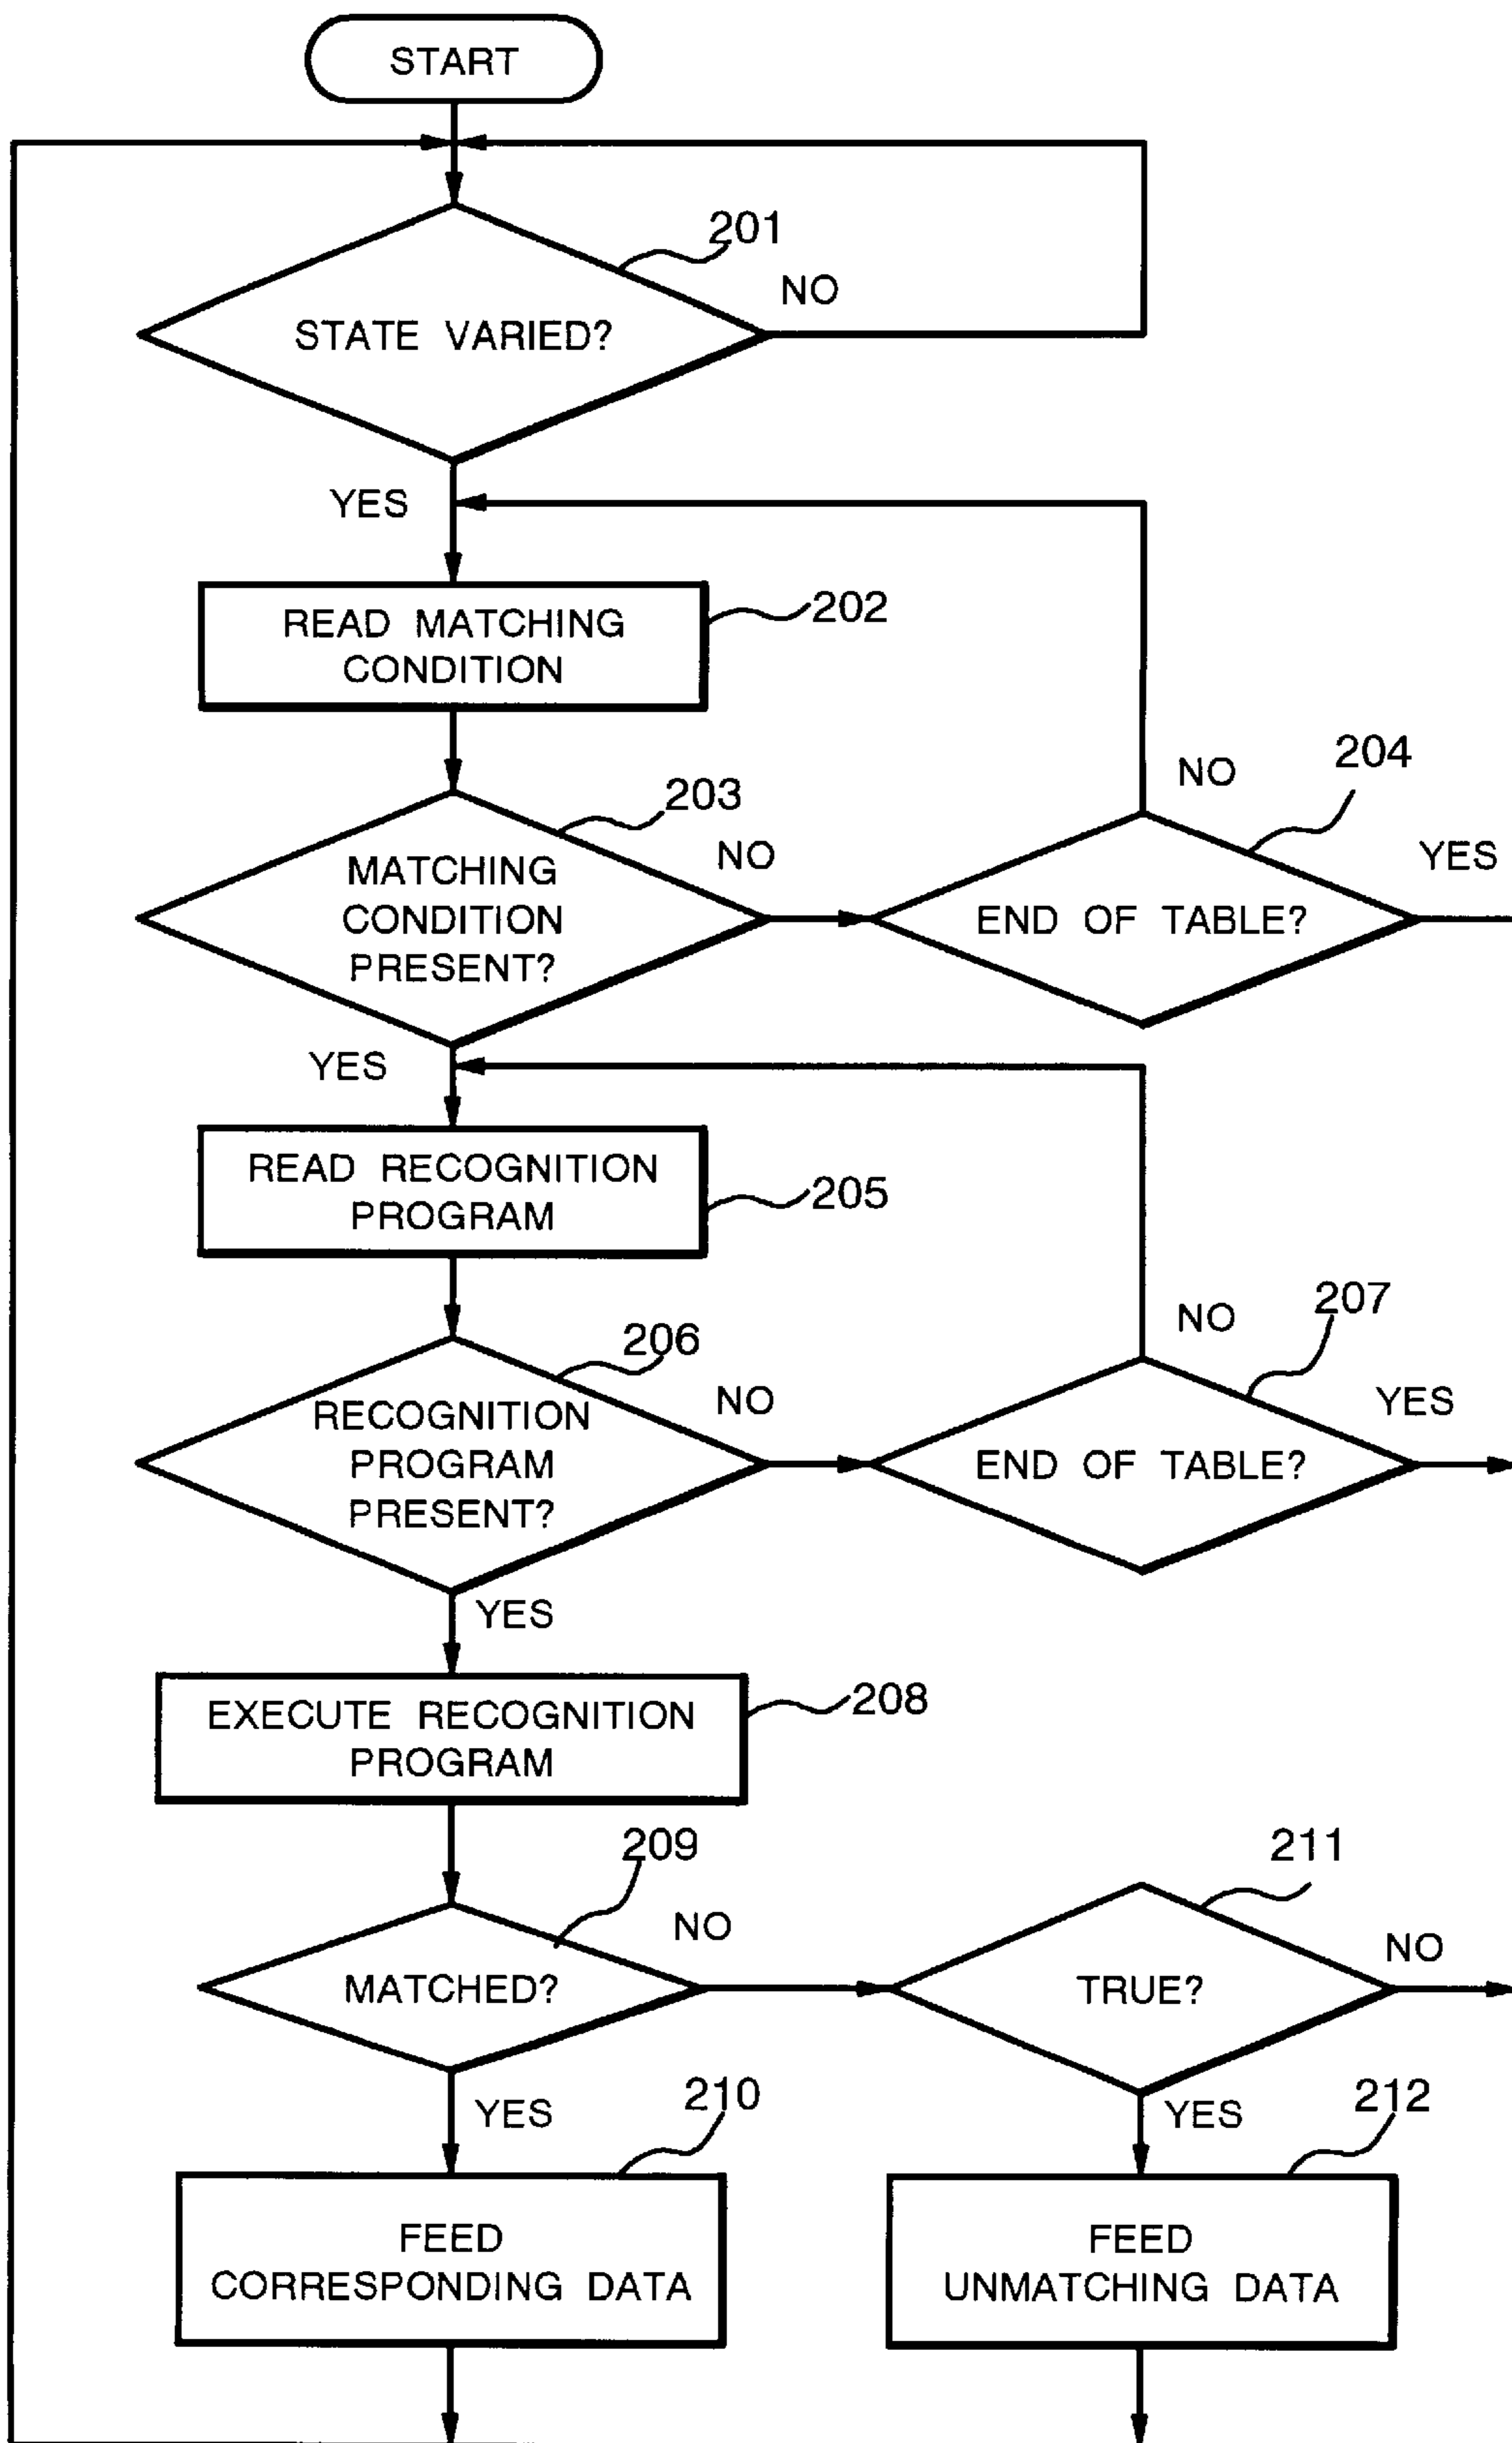 START
201
NO
STATE VARIED?
YES
READ MATCHING
CONDITION
202
203
NO
MATCHING
CONDITION
PRESENT?
NO
204
YES
END OF TABLE?
YES
READ RECOGNITION
PROGRAM
205
206
NO
RECOGNITION
PROGRAM
PRESENT?
NO
207
YES
END OF TABLE?
YES
EXECUTE RECOGNITION
PROGRAM
208
209
NO
MATCHED?
211
NO
TRUE?
YES
210
YES
212
FEED
CORRESPONDING DATA
FEED
UNMATCHING DATA